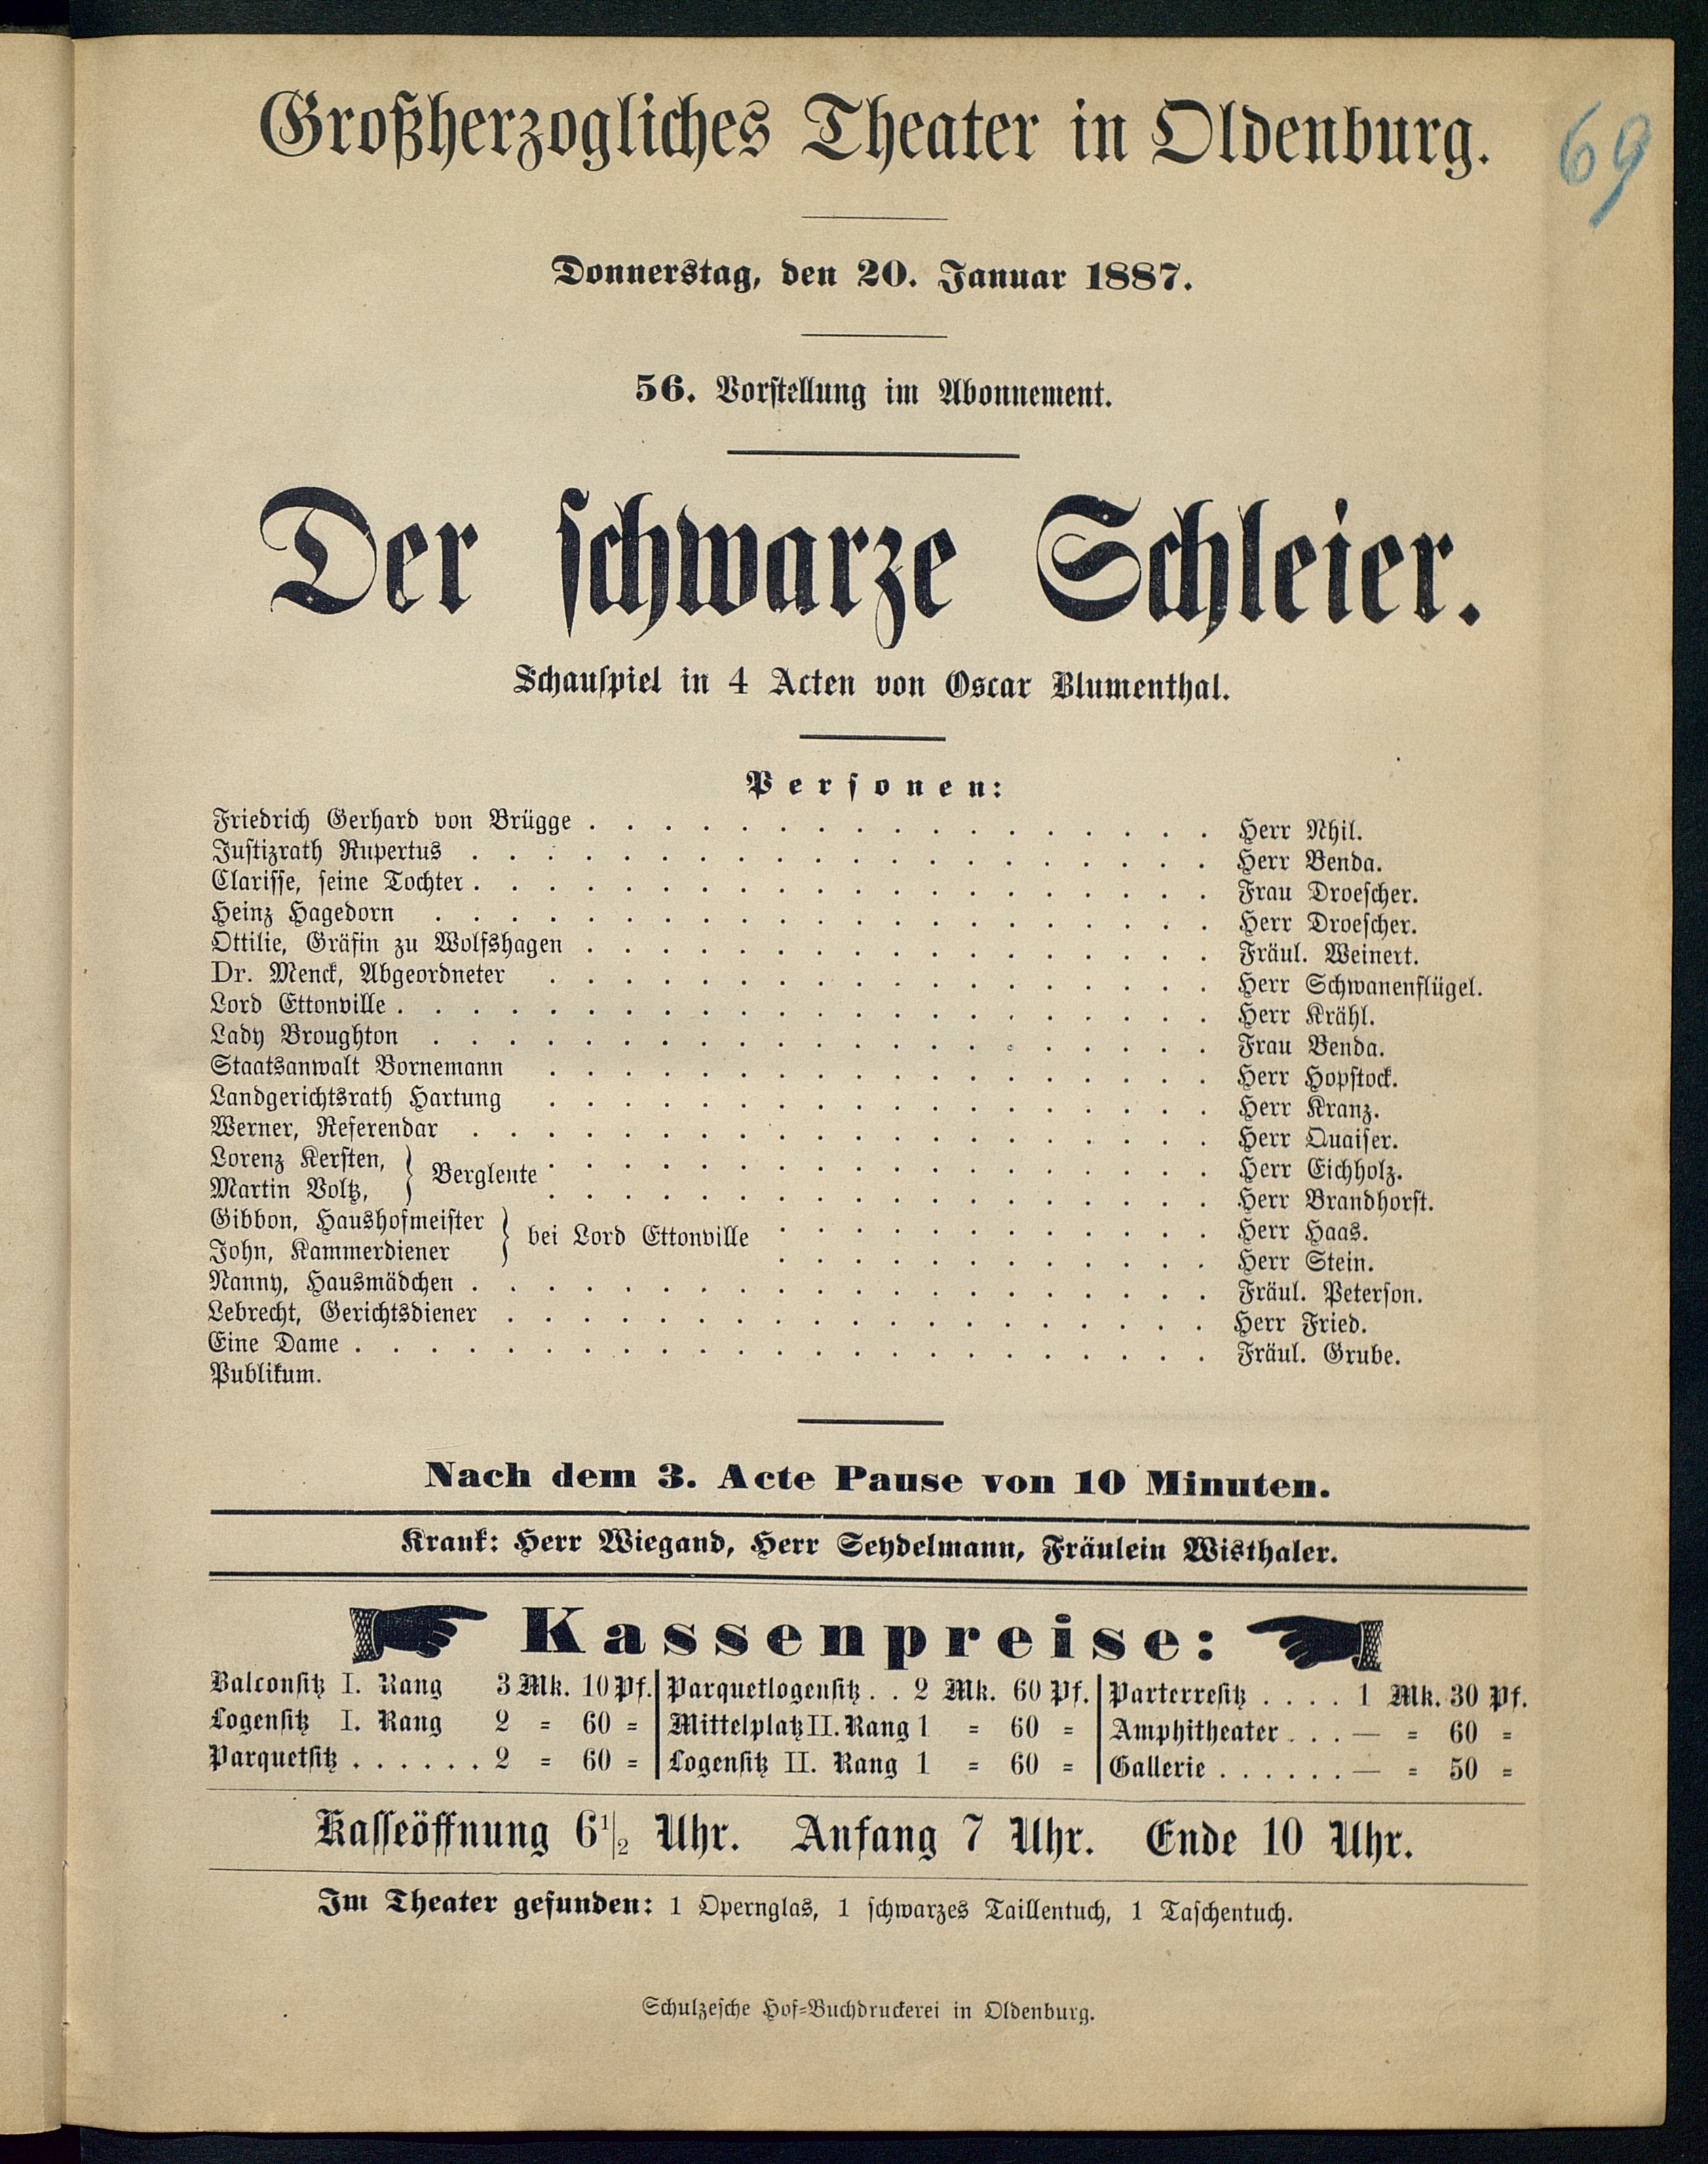 Großherzogliches Theater in Oldenburg.
69
Donnerstag, den 20. Januar 1887.
56. Vorstellung im Abonnement.
Der schwarze Schleier.
Schauspiel in 4 Acten von Oscar Blumenthal.
Personen:
Friedrich Gerhard von Brügge . . . . . . . . . . . . . . . . . Herr Nhil.
Justizrath Rupertus . . . . . . . . . . . . . . . . . . . . Herr Benda.
Clarisse, seine Tochter . . . . . . . . . . . . . . . . . . . . Frau Droescher.
Heinz Hagedorn . . . . . . . . . . . . . . . . . . . . . Herr Droescher.
Ottilie, Gräfin zu Wolfshagen . . . . . . . . . . . . . . . . . Fräul. Weinert.
Dr. Menck, Abgeordneter . . . . . . . . . . . . . . . . . . Herr Schwanenflügel.
Lord Ettonville . . . . . . . . . . . . . . . . . . . . . . Herr Krähl.
Lady Broughton . . . . . . . . . . . . . . . . . . . . . Frau Benda.
Staatsanwalt Bornemann . . . . . . . . . . . . . . . . . . Herr Hopstock.
Landgerichtsrath Hartung . . . . . . . . . . . . . . . . . . Herr Kranz.
Werner, Referendar . . . . . . . . . . . . . . . . . . . . Herr Quaiser.
Lorenz Kersten, } Bergleute . . . . . . . . . . . . . . . . . . Herr Eichholz.
Martin Voltz, . . . . . . . . . . . . . . . . . . Herr Brandhorst.
Gibbon, Haushofmeister } bei Lord Ettonville . . . . . . . . . . . . Herr Haas.
John, Kammerdiener . . . . . . . . . . . . Herr Stein.
Nanny, Hausmädchen . . . . . . . . . . . . . . . . . . . . Fräul. Peterson.
Lebrecht, Gerichtsdiener . . . . . . . . . . . . . . . . . . . Herr Fried.
Eine Dame . . . . . . . . . . . . . . . . . . . . . . . Fräul. Grube.
Publikum.
Nach dem 3. Acte Pause von 10 Minuten.
Krank: Herr Wiegand, Herr Seydelmann, Fräulein Wisthaler.
Kassenpreise:
Balconsitz I. Rang 3 Mk. 10 Pf. | Parquetlogensitz . . 2 Mk. 60 Pf. | Parterresitz . . . . 1 Mk. 30 Pf.
Logensitz I. Rang 2 = 60 = | Mittelplatz II. Rang 1 = 60 = | Amphitheater . . . — = 60 =
Parquetsitz . . . . . . 2 = 60 = | Logensitz II. Rang 1 = 60 = | Gallerie . . . . . . — = 50 =
Kasseöffnung 6 1/2 Uhr. Anfang 7 Uhr. Ende 10 Uhr.
Im Theater gefunden: 1 Opernglas, 1 schwarzes Taillentuch, 1 Taschentuch.
Schulzesche Hof=Buchdruckerei in Oldenburg.